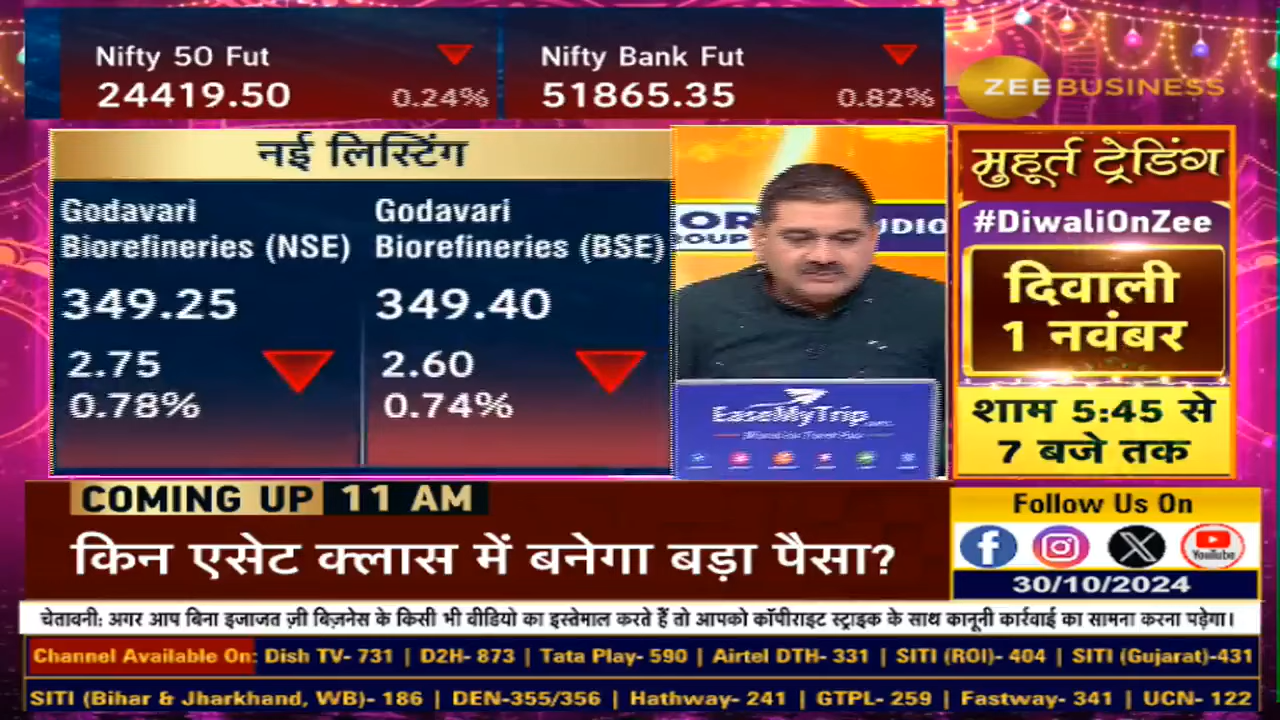 Nifty 50 Fut
24419.50 0.24%
Nifty Bank Fut
51865.35 0.82%
ZEEBUSINESS
नई लिस्टिंग
Godavari
Biorefineries (NSE)
349.25
2.75
0.78%
Godavari
Biorefineries (BSE)
349.40
2.60
0.74%
EaseMyTrip
मुहूर्त ट्रेडिंग
#DiwaliOnZee
दिवाली
1 नवंबर
शाम 5:45 से
7 बजे तक
COMING UP 11 AM
किन एसेट क्लास में बनेगा बड़ा पैसा?
Follow Us On
YouTube
30/10/2024
चेतावनी: अगर आप बिना इजाजत ज़ी बिज़नेस के किसी भी वीडियो का इस्तेमाल करते हैं तो आपको कॉपीराइट स्ट्राइक के साथ कानूनी कार्रवाई का सामना करना पड़ेगा।
Channel Available On: Dish TV- 731 | D2H- 873 | Tata Play- 590 | Airtel DTH- 331 | SITI (ROI)- 404 | SITI (Gujarat)-431
SITI (Bihar & Jharkhand, WB)- 186 | DEN-355/356 | Hathway- 241 | GTPL- 259 | Fastway- 341 | UCN- 122